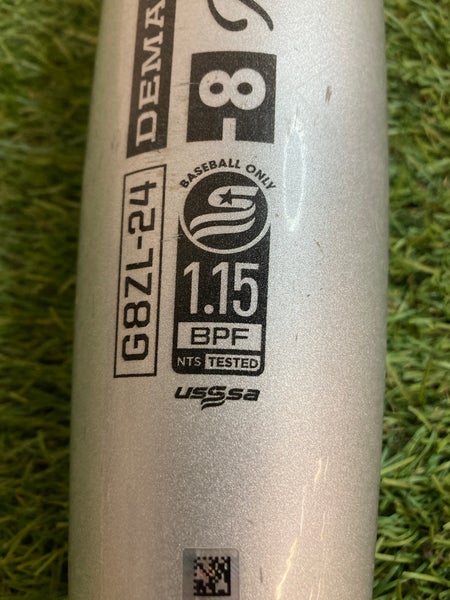 DEMA
-8
G8ZL-24
BASEBALL ONLY
1.15
BPF
NTS TESTED
usssa